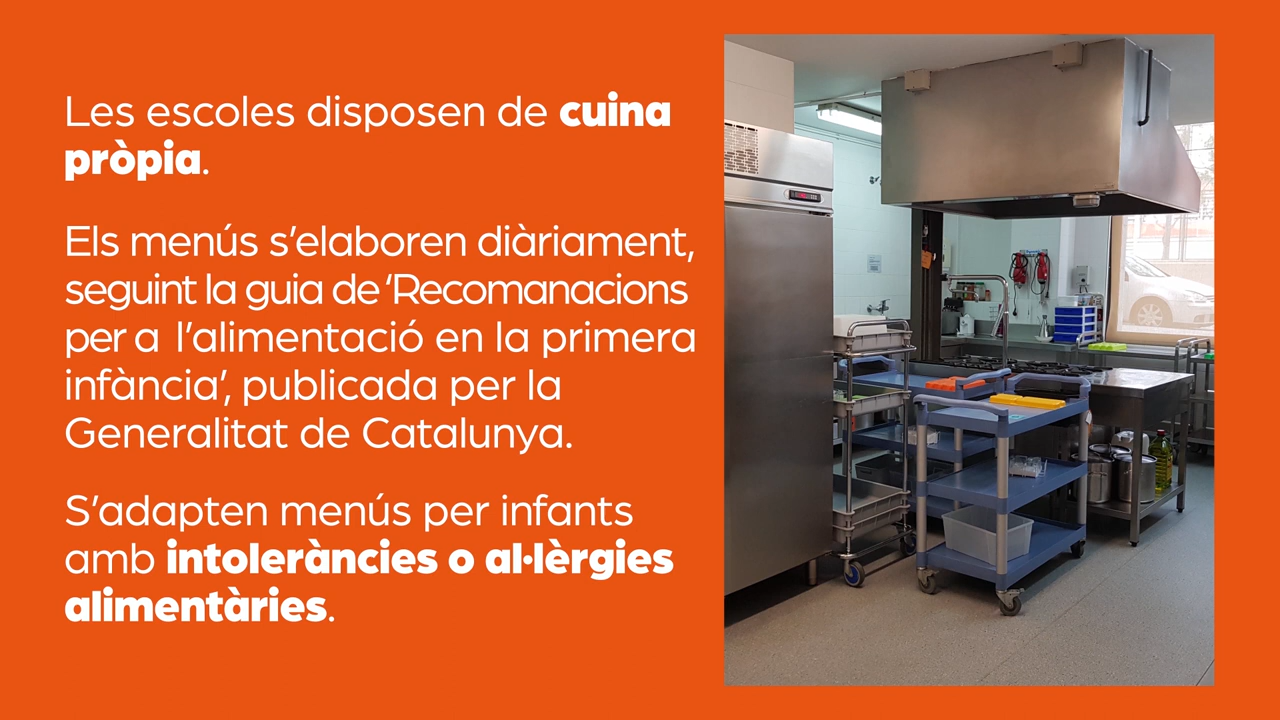 Les escoles disposen de cuina
pròpia.
Els menús s’elaboren diàriament,
seguint la guia de ‘Recomanacions
per a l’alimentació en la primera
infància’, publicada per la
Generalitat de Catalunya.
S’adapten menús per infants
amb intoleràncies o al·lèrgies
alimentàries.